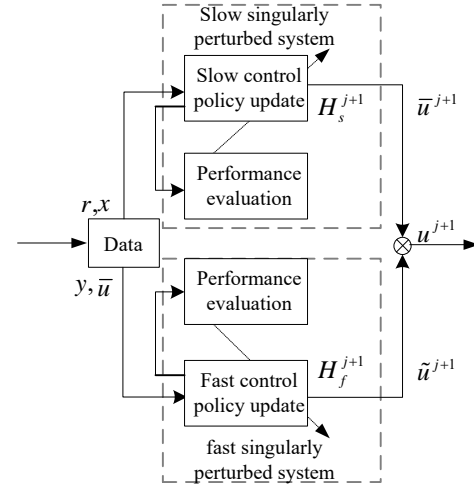 Slow singularly
perturbed system
Slow control
policy update
H_s^{j+1}
u̅^{j+1}
Performance
evaluation
r,x
Data
u^{j+1}
y, u̅
Performance
evaluation
Fast control
policy update
H_f^{j+1}
ũ^{j+1}
fast singularly
perturbed system